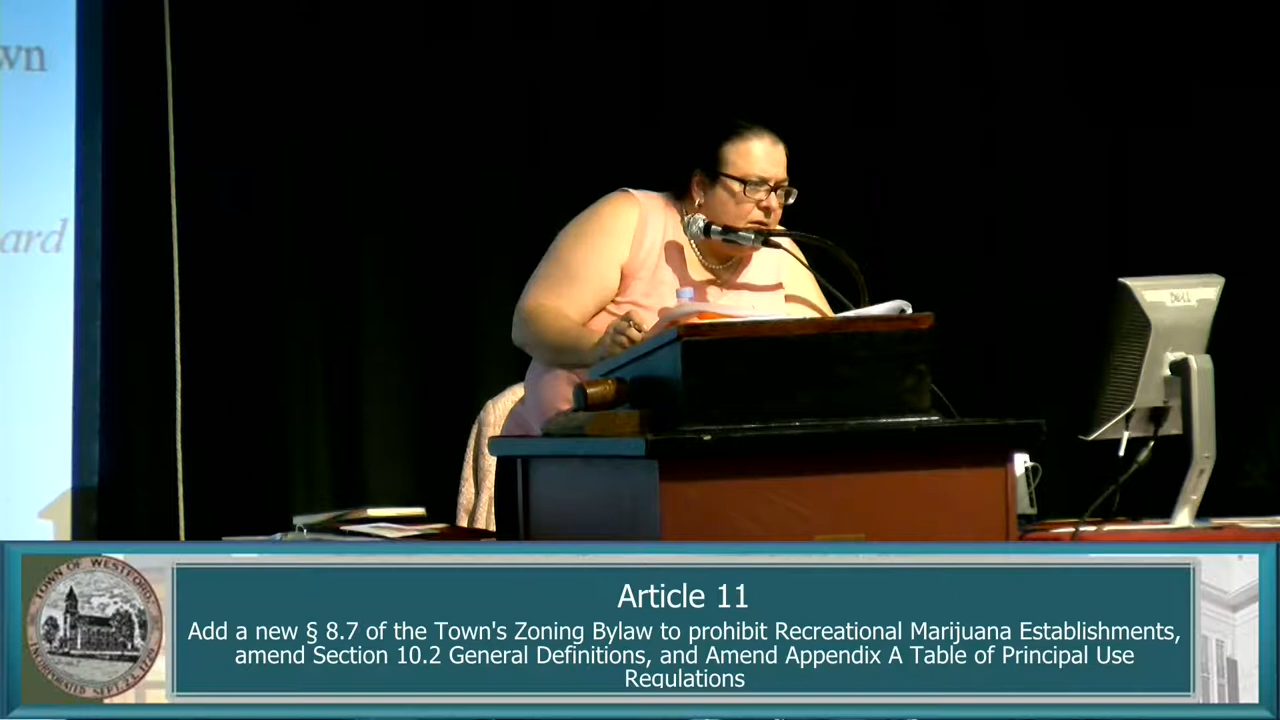 wn
ard
DELL
TOWN OF WESTFORD
Article 11
Add a new § 8.7 of the Town's Zoning Bylaw to prohibit Recreational Marijuana Establishments,
amend Section 10.2 General Definitions, and Amend Appendix A Table of Principal Use
Regulations